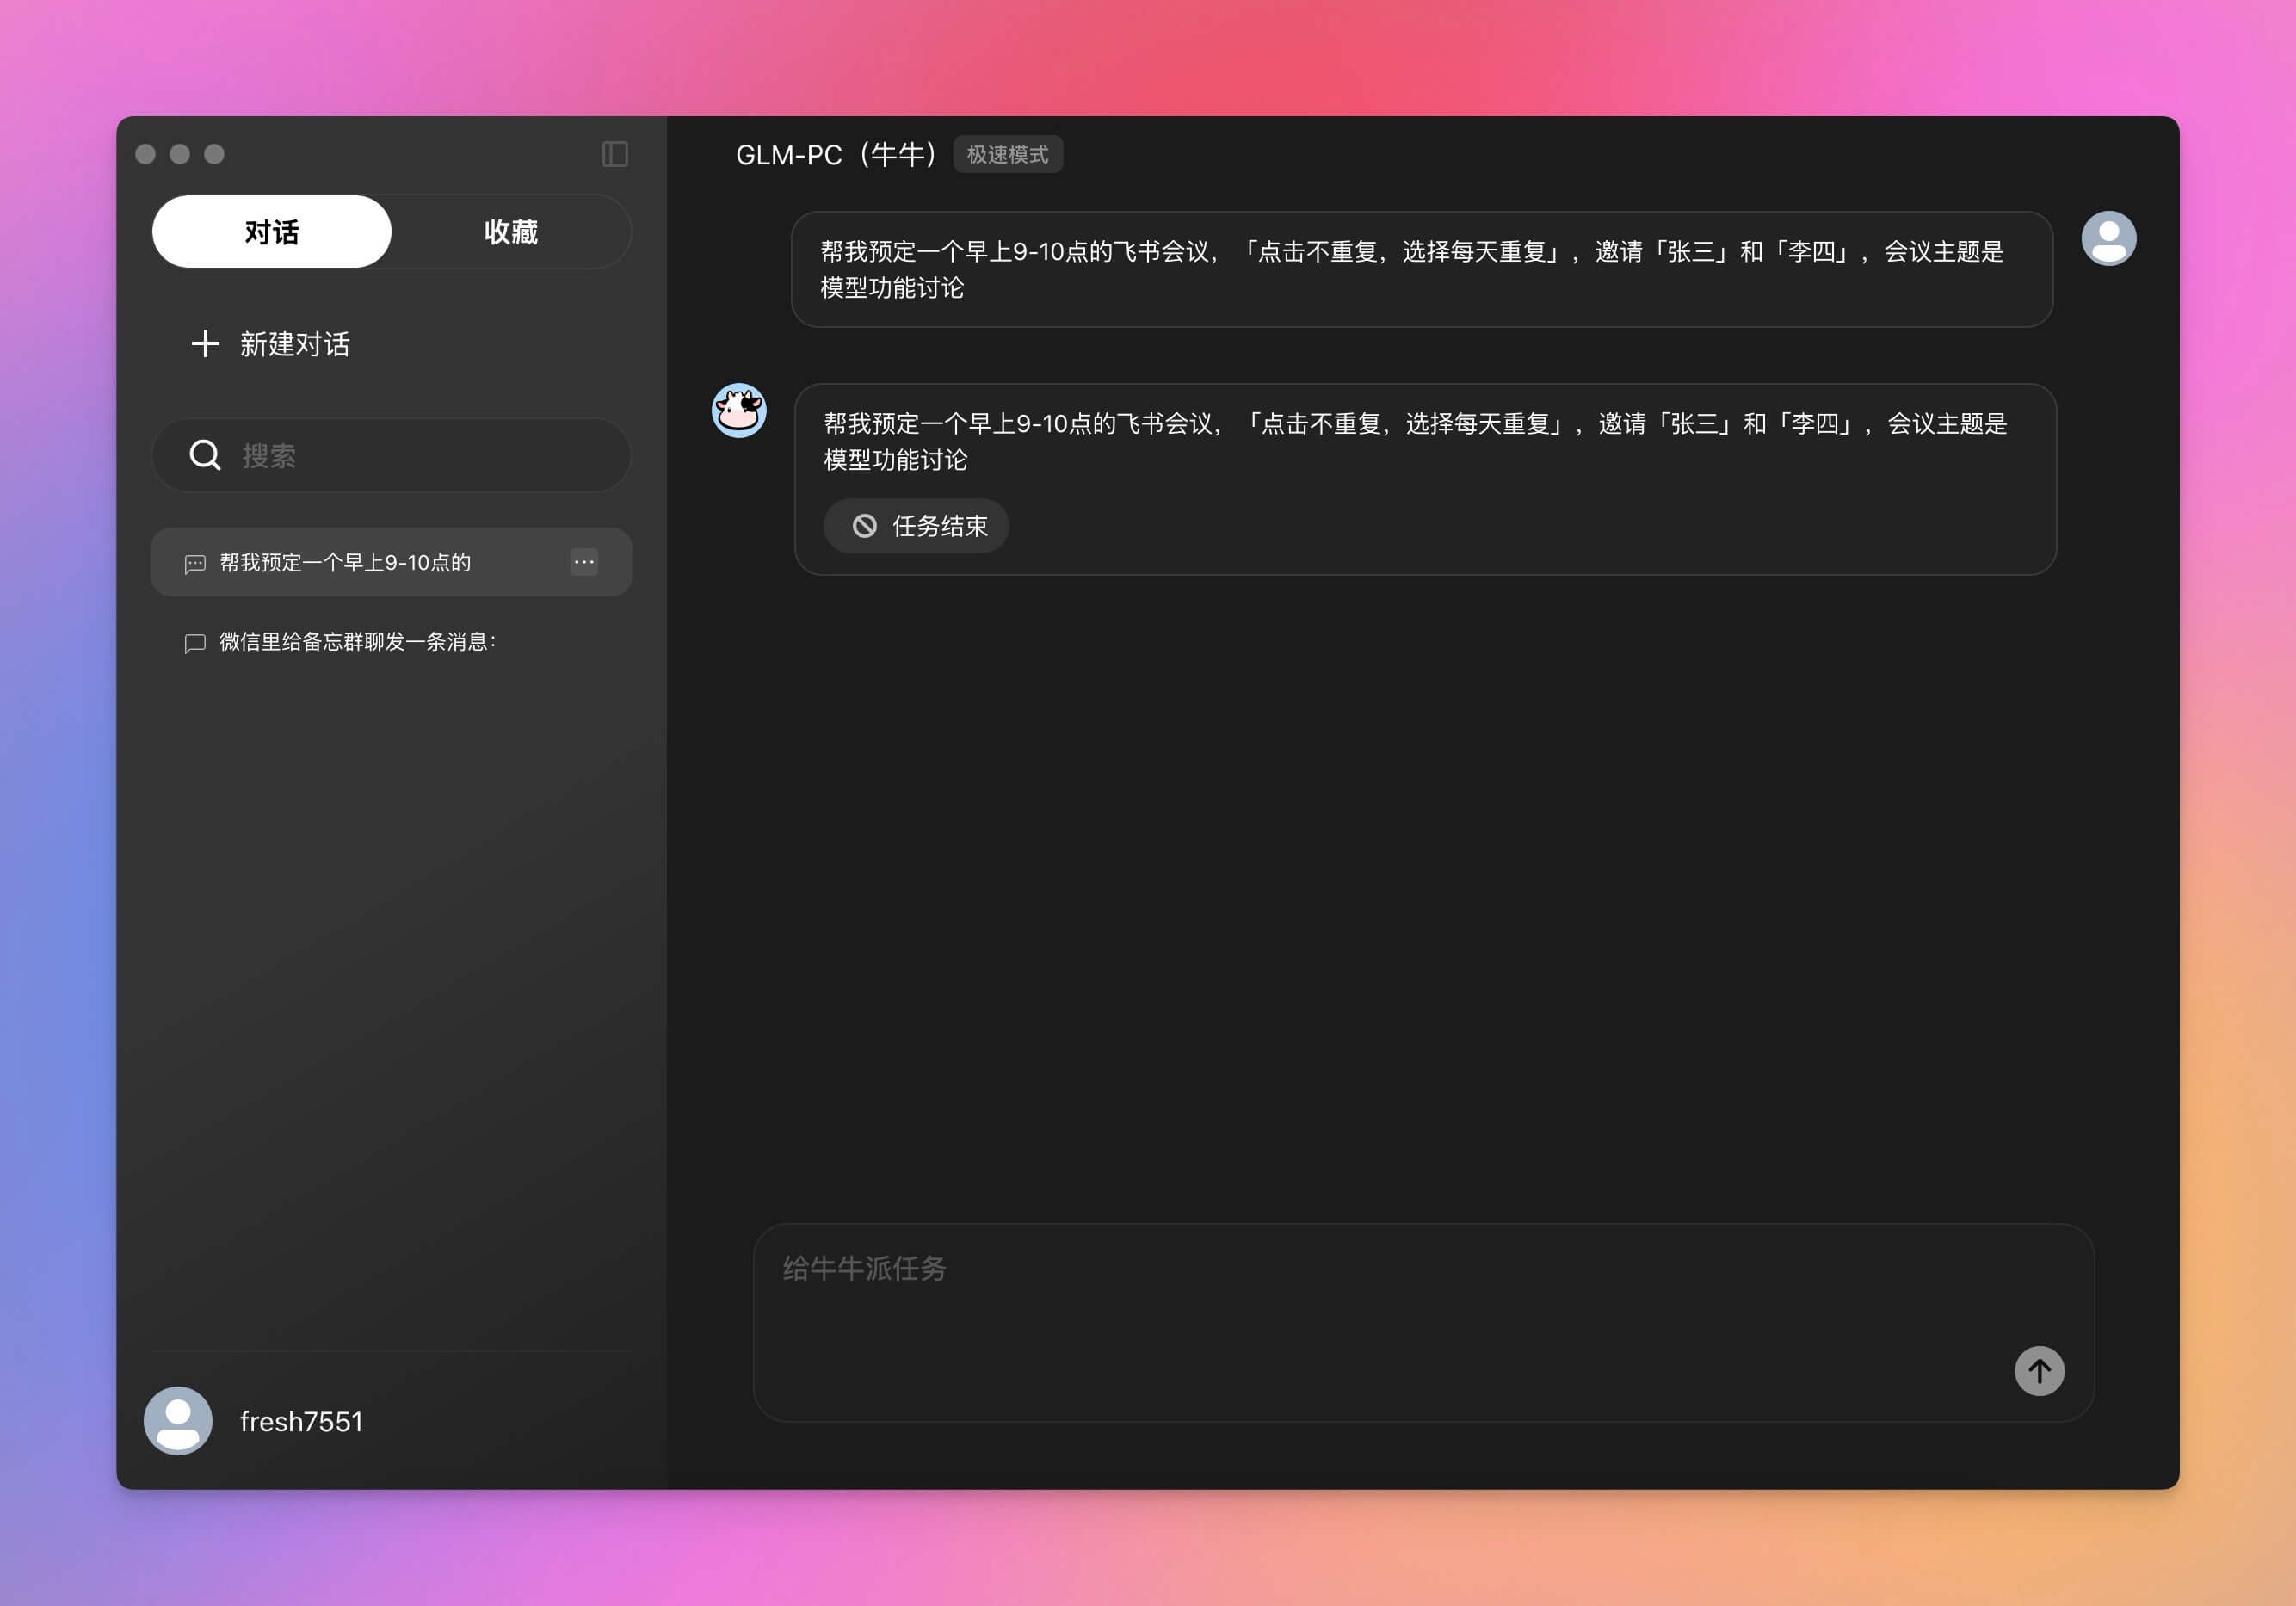 对话
收藏
新建对话
搜索
帮我预定一个早上9-10点的
微信里给备忘群聊发一条消息：
fresh7551
GLM-PC（牛牛）
极速模式
帮我预定一个早上9-10点的飞书会议，「点击不重复，选择每天重复」，邀请「张三」和「李四」，会议主题是
模型功能讨论
帮我预定一个早上9-10点的飞书会议，「点击不重复，选择每天重复」，邀请「张三」和「李四」，会议主题是
模型功能讨论
任务结束
给牛牛派任务